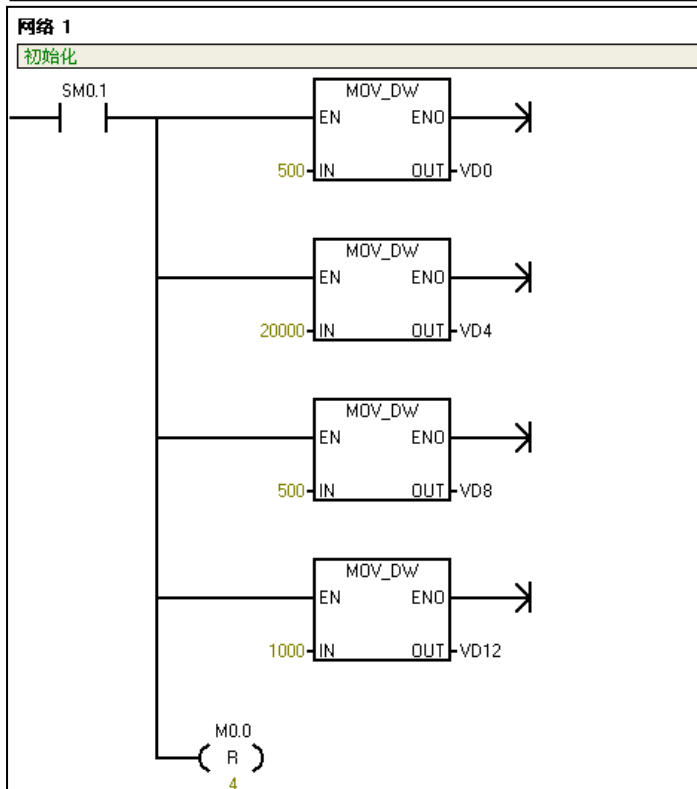 网络 1
初始化
SM0.1
MOV_DW
EN ENO
500 IN OUT VD0
MOV_DW
EN ENO
20000 IN OUT VD4
MOV_DW
EN ENO
500 IN OUT VD8
MOV_DW
EN ENO
1000 IN OUT VD12
M0.0
R
4